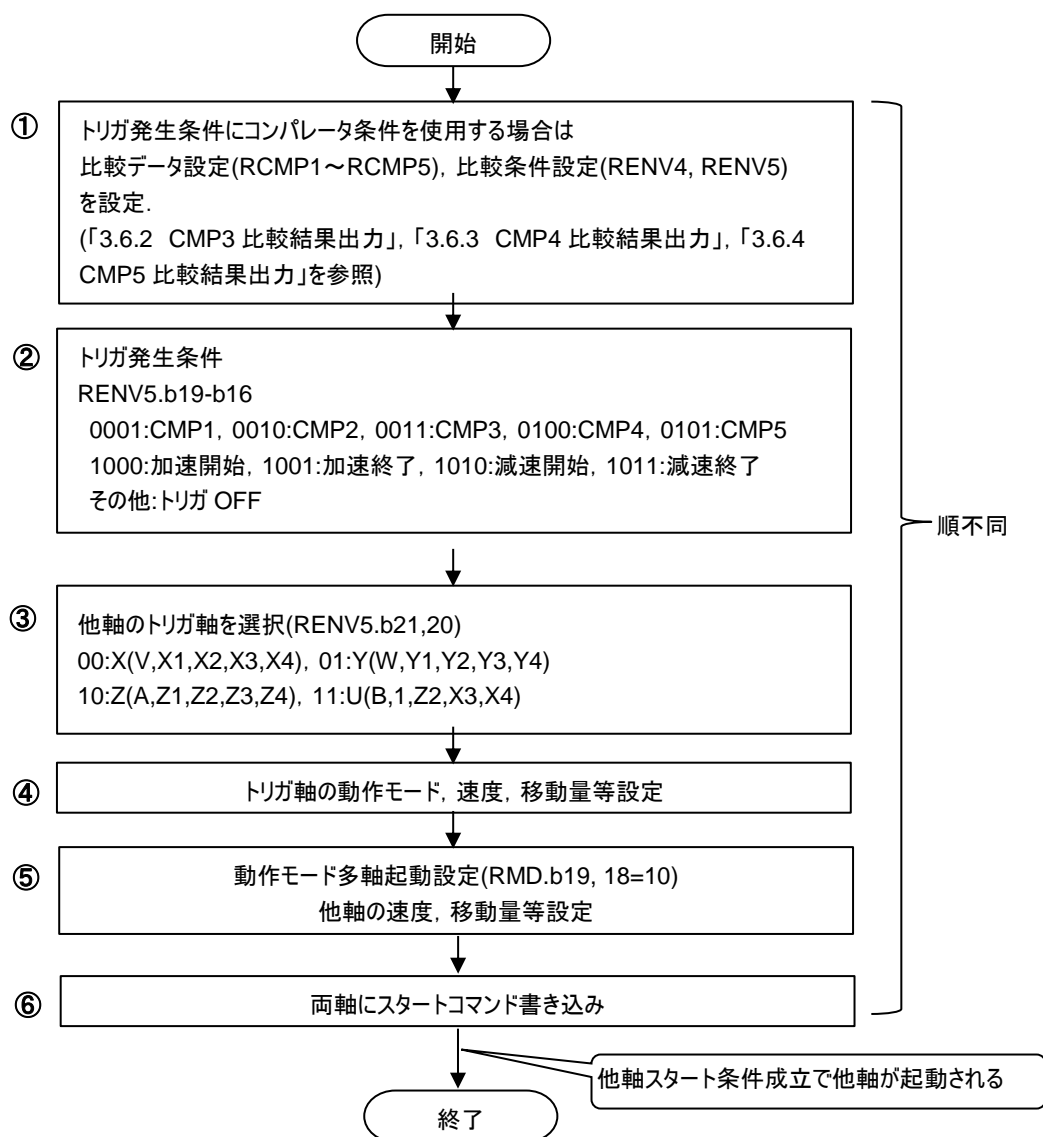 開始
①
トリガ発生条件にコンパレータ条件を使用する場合は
比較データ設定(RCMP1~RCMP5), 比較条件設定(RENV4, RENV5)
を設定.
(「3.6.2 CMP3 比較結果出力」, 「3.6.3 CMP4 比較結果出力」, 「3.6.4
CMP5 比較結果出力」を参照)
②
トリガ発生条件
RENV5.b19-b16
0001:CMP1, 0010:CMP2, 0011:CMP3, 0100:CMP4, 0101:CMP5
1000:加速開始, 1001:加速終了, 1010:減速開始, 1011:減速終了
その他:トリガ OFF
順不同
③
他軸のトリガ軸を選択(RENV5.b21,20)
00:X(V,X1,X2,X3,X4), 01:Y(W,Y1,Y2,Y3,Y4)
10:Z(A,Z1,Z2,Z3,Z4), 11:U(B,1,Z2,X3,X4)
④
トリガ軸の動作モード, 速度, 移動量等設定
⑤
動作モード多軸起動設定(RMD.b19, 18=10)
他軸の速度, 移動量等設定
⑥
両軸にスタートコマンド書き込み
他軸スタート条件成立で他軸が起動される
終了